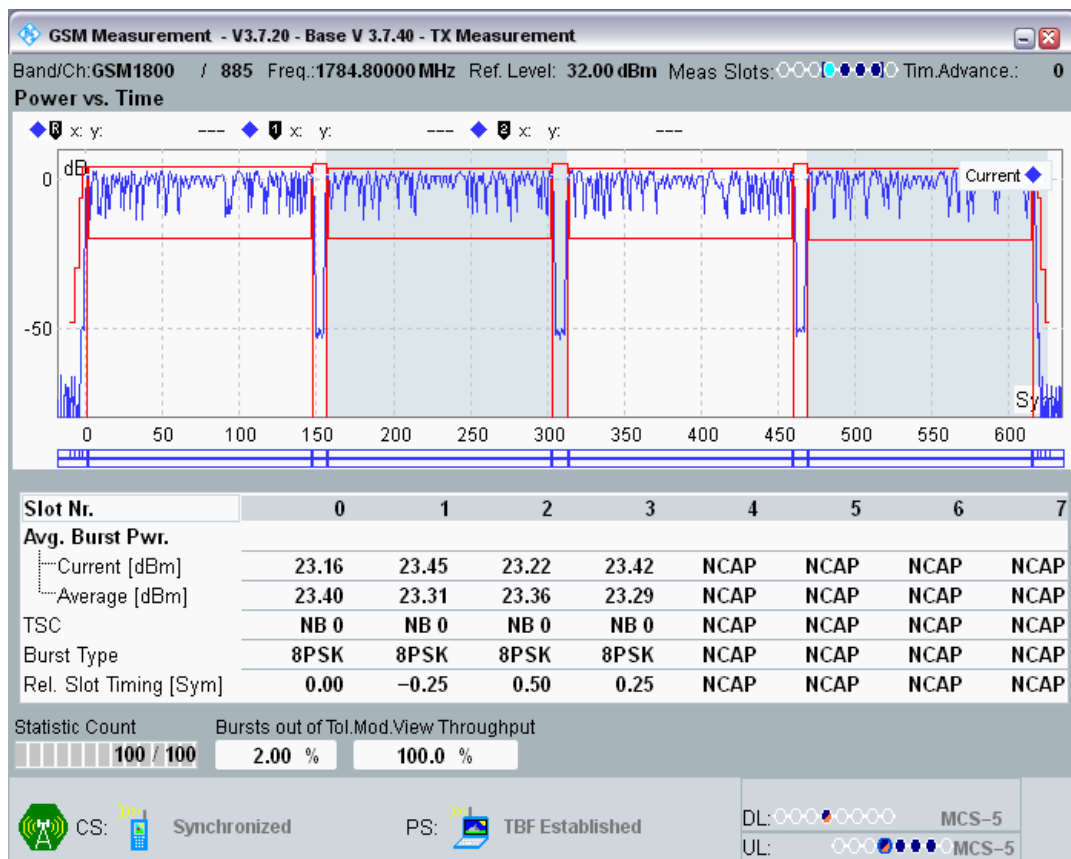 GSM Measurement - V3.7.20 - Base V 3.7.40 - TX Measurement
Band/Ch:GSM1800 / 885 Freq.:1784.80000 MHz Ref. Level: 32.00 dBm Meas Slots: Tim.Advance.: 0
Power vs. Time
R x: y: --- 1 x: y: --- 2 x: y: ---
dB
Current
0
-50
Sym
0 50 100 150 200 250 300 350 400 450 500 550 600
Slot Nr. 0 1 2 3 4 5 6 7
Avg. Burst Pwr.
Current [dBm] 23.16 23.45 23.22 23.42 NCAP NCAP NCAP NCAP
Average [dBm] 23.40 23.31 23.36 23.29 NCAP NCAP NCAP NCAP
TSC NB 0 NB 0 NB 0 NB 0 NCAP NCAP NCAP NCAP
Burst Type 8PSK 8PSK 8PSK 8PSK NCAP NCAP NCAP NCAP
Rel. Slot Timing [Sym] 0.00 −0.25 0.50 0.25 NCAP NCAP NCAP NCAP
Statistic Count Bursts out of Tol. Mod.View Throughput
100 / 100 2.00 % 100.0 %
CS: Synchronized PS: TBF Established
DL: MCS−5
UL: MCS−5